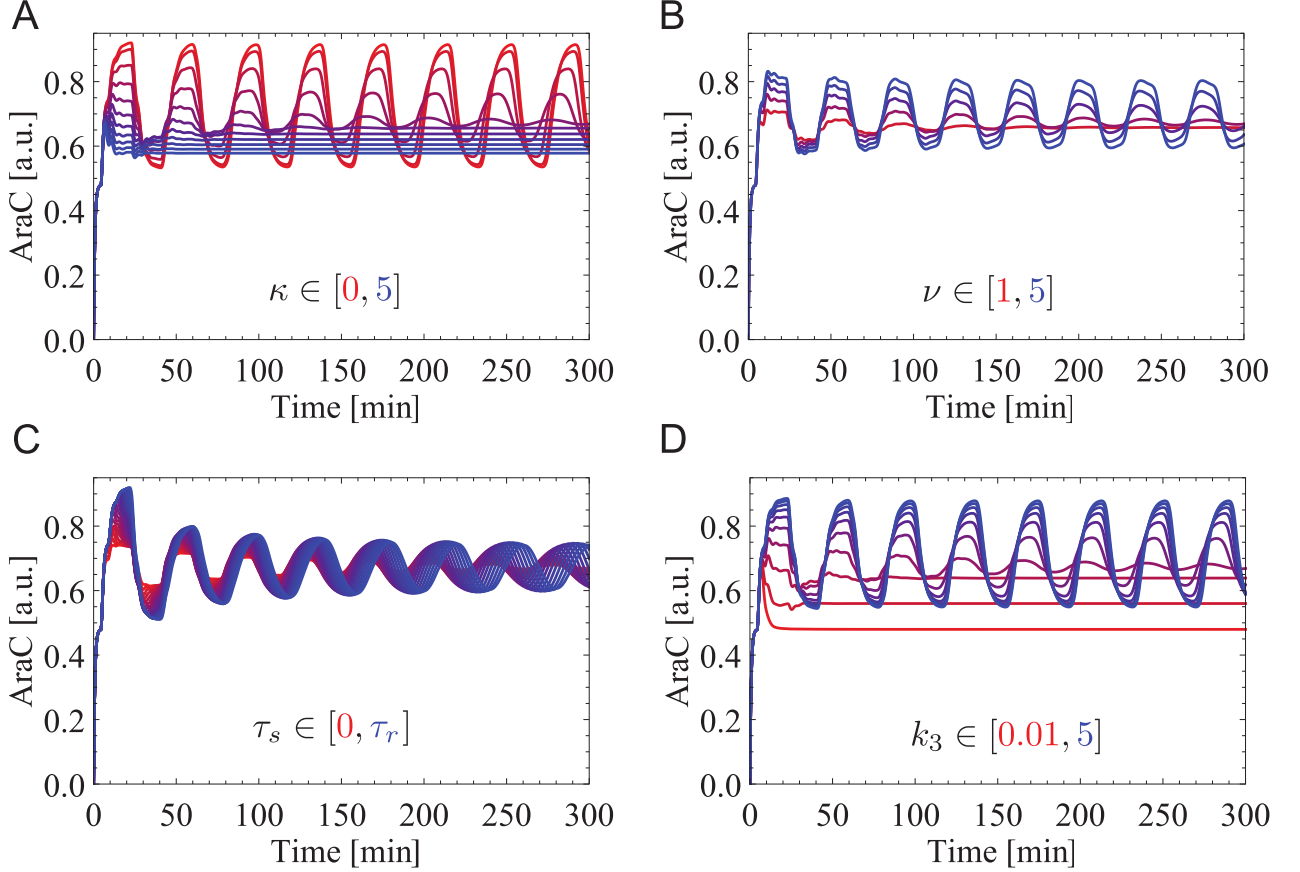 A
AraC [a.u.]
0.8
0.6
0.4
0.2
0.0
κ ∈ [0, 5]
0 50 100 150 200 250 300
Time [min]
B
AraC [a.u.]
0.8
0.6
0.4
0.2
0.0
ν ∈ [1, 5]
0 50 100 150 200 250 300
Time [min]
C
AraC [a.u.]
0.8
0.6
0.4
0.2
0.0
τs ∈ [0, τr]
0 50 100 150 200 250 300
Time [min]
D
AraC [a.u.]
0.8
0.6
0.4
0.2
0.0
k3 ∈ [0.01, 5]
0 50 100 150 200 250 300
Time [min]